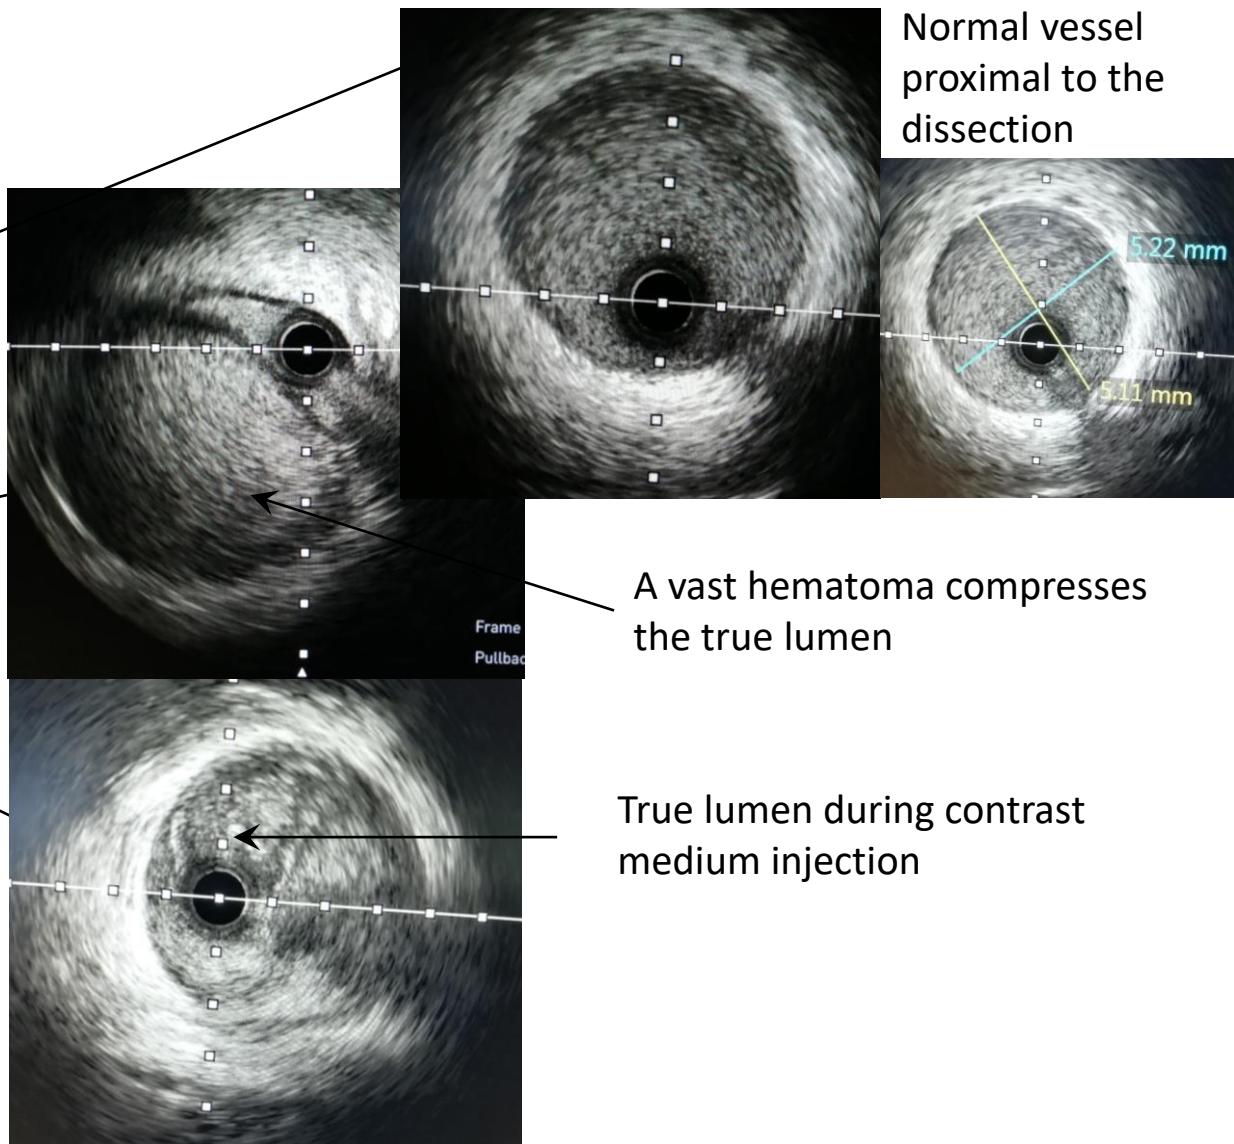 Normal vessel
proximal to the
dissection
5.22 mm
5.11 mm
A vast hematoma compresses
the true lumen
Frame
Pullbac
True lumen during contrast
medium injection